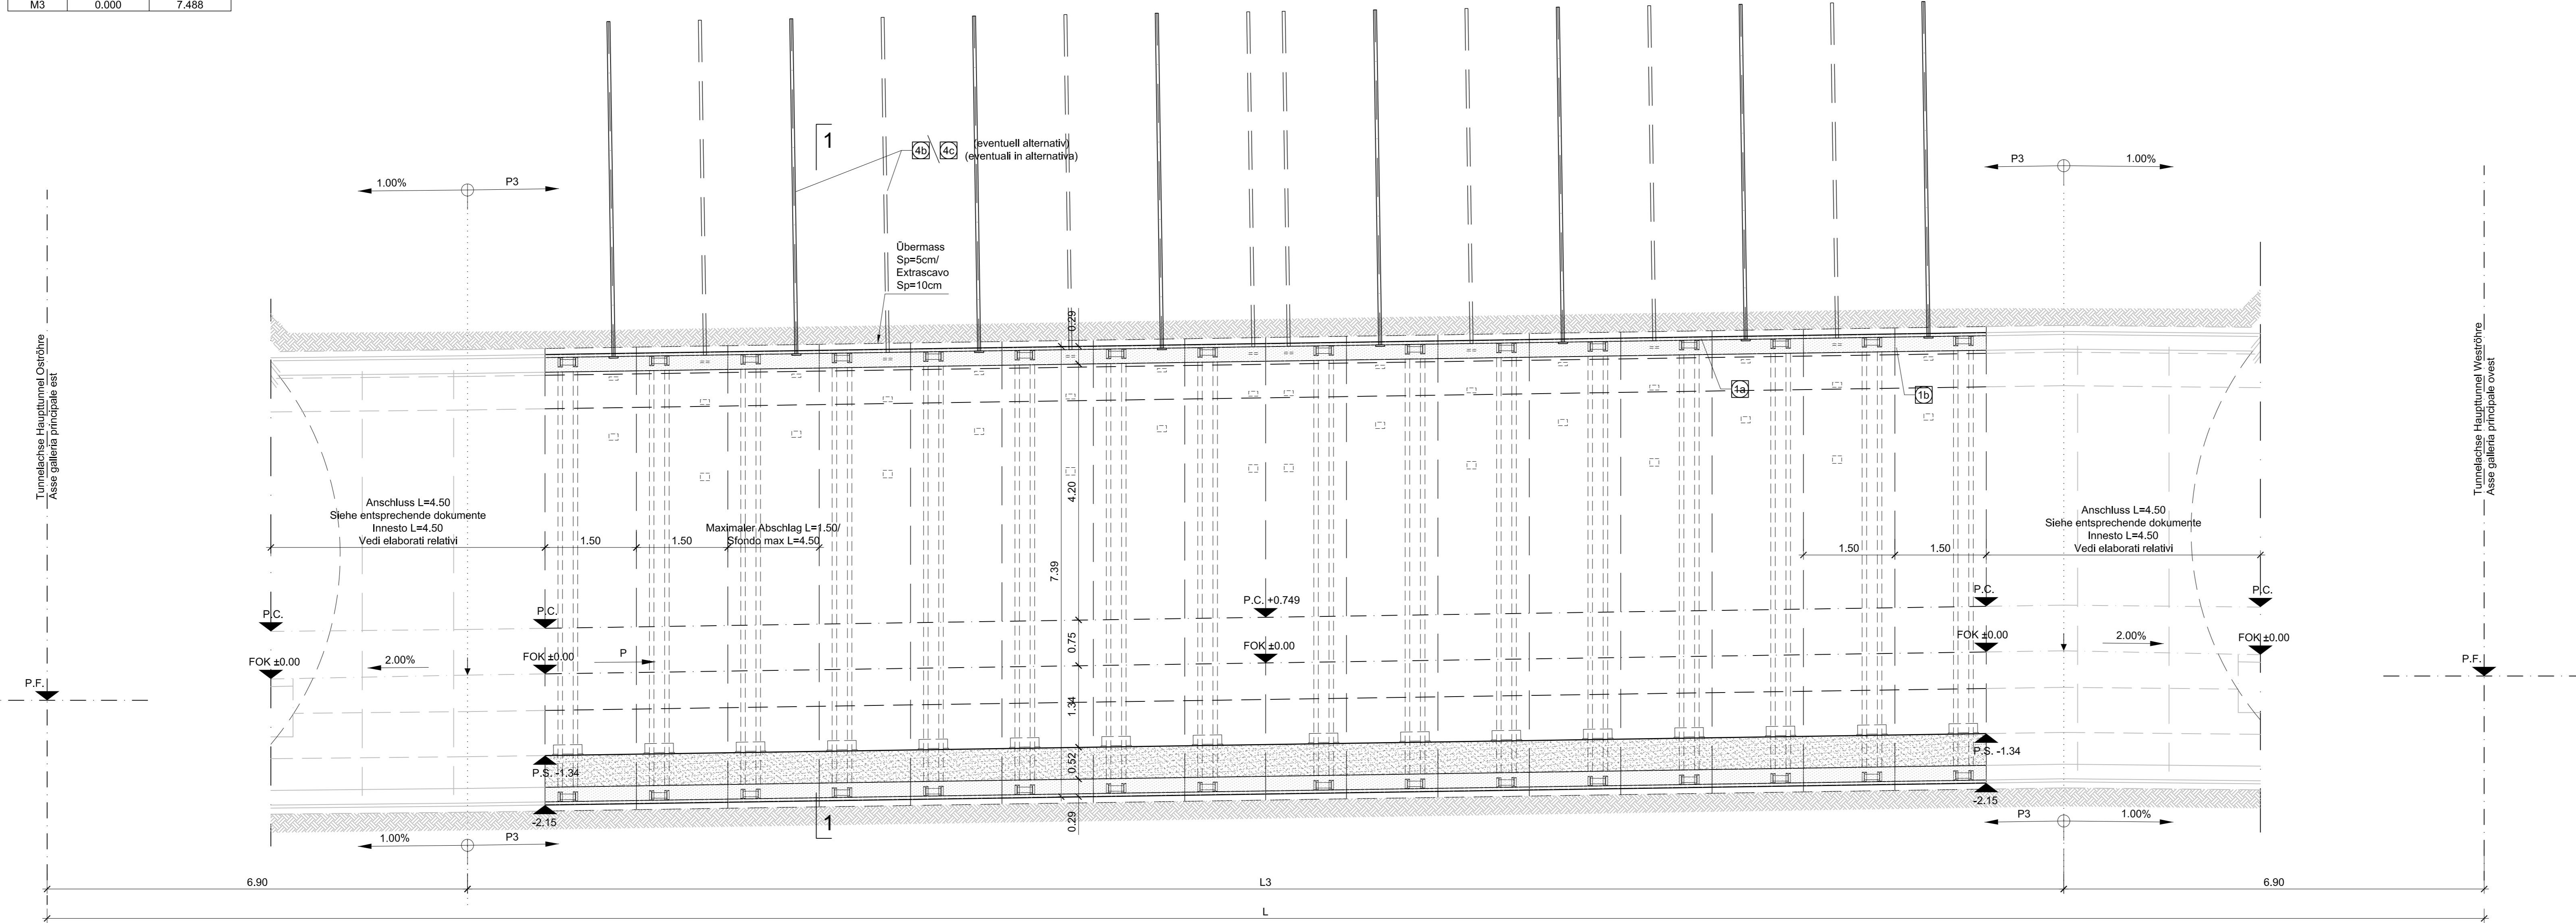 M3 0.000 7.488
1
4b 4c (eventuell alternativ)
(eventuali in alternativa)
1.00% P3
P3 1.00%
Übermass
Sp=5cm/
Extrascavo
Sp=10cm
0.29
1a
1b
Tunnelachse Haupttunnel Oströhre
Asse galleria principale est
Tunnelachse Haupttunnel Weströhre
Asse galleria principale ovest
4.20
7.39
Anschluss L=4.50
Siehe entsprechende dokumente
Innesto L=4.50
Vedi elaborati relativi
1.50
1.50
Maximaler Abschlag L=1.50/
Sfondo max L=4.50
1.50
1.50
Anschluss L=4.50
Siehe entsprechende dokumente
Innesto L=4.50
Vedi elaborati relativi
P.C.
P.C.
P.C. +0.749
P.C.
P.C.
0.75
FOK ±0.00
2.00%
FOK ±0.00
P
FOK ±0.00
FOK ±0.00
2.00%
FOK ±0.00
P.F.
P.F.
1.34
0.52
P.S. -1.34
P.S. -1.34
-2.15
-2.15
0.29
1
1.00% P3
P3 1.00%
6.90
L3
6.90
L